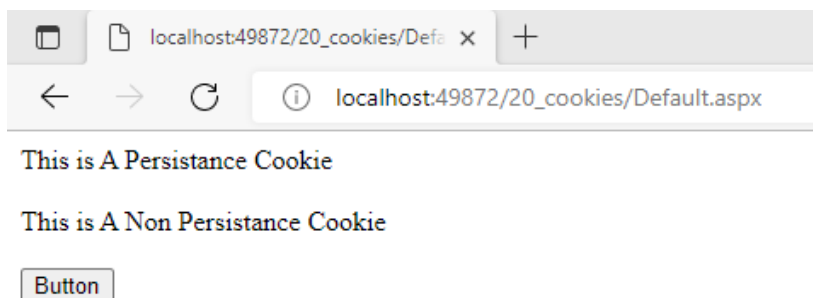 localhost:49872/20_cookies/Defa
localhost:49872/20_cookies/Default.aspx
This is A Persistance Cookie
This is A Non Persistance Cookie
Button